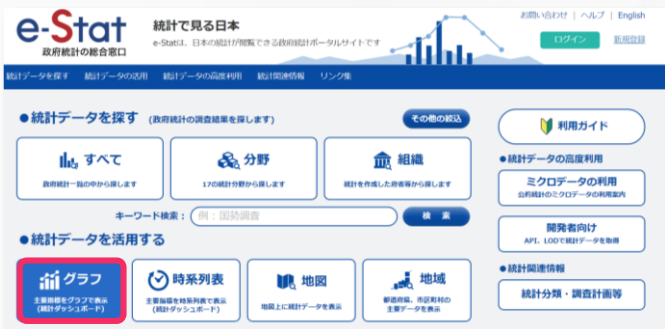 e-Stat
政府統計の総合窓口
統計で見る日本
e-Statは、日本の統計が閲覧できる政府統計ポータルサイトです
お問い合わせ | ヘルプ | English
ログイン
新規登録
統計データを探す 統計データの活用 統計データの高度利用 統計関連情報 リンク集
●統計データを探す (政府統計の調査結果を探します)
その他の絞込
すべて
政府統計一覧の中から探します
分野
17の統計分野から探します
組織
統計を作成した府省等から探します
キーワード検索:
例:国勢調査
検索
●統計データを活用する
グラフ
主要指標をグラフで表示
(統計ダッシュボード)
時系列表
主要指標を時系列表で表示
(統計ダッシュボード)
地図
地図上に統計データを表示
地域
都道府県、市区町村の
主要データを表示
利用ガイド
●統計データの高度利用
ミクロデータの利用
公的統計のミクロデータの利用案内
開発者向け
API、LODで統計データを取得
●統計関連情報
統計分類・調査計画等